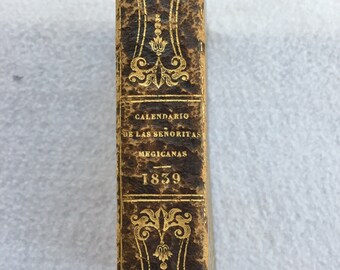 CALENDARIO
DE LAS SEÑORITAS
MEGICANAS
1839